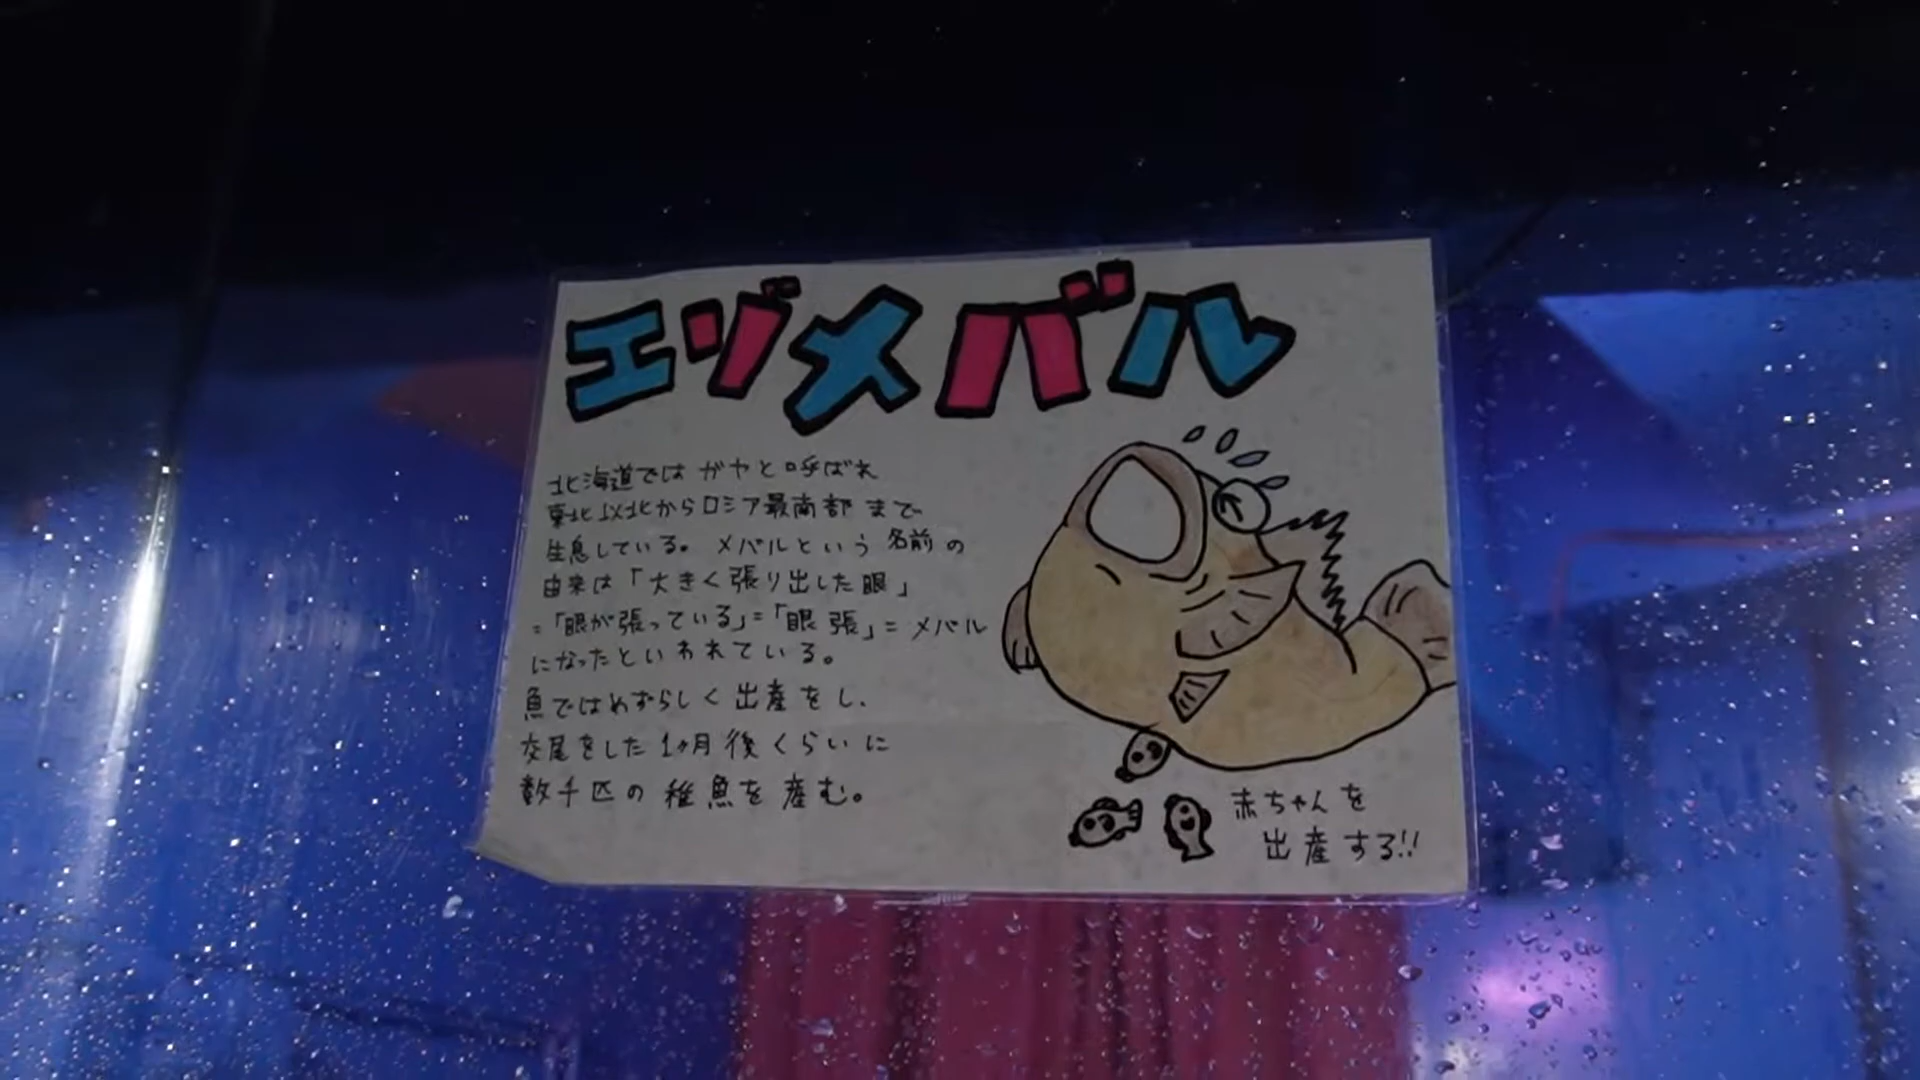 エゾメバル
北海道では ガヤと呼ばれ
東北以北からロシア最南部 まで
生息している。 メバルという 名前の
由来は「大きく張り出した眼」
=「眼が張っている」=「眼 張」= メバル
になったといわれている。
魚ではめずらしく 出産をし、
交尾をした 1ヶ月後くらいに
数千匹の 稚魚を 産む。
赤ちゃんを
出産する!!